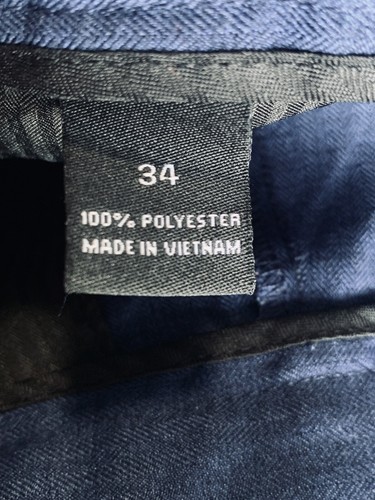 34
100% POLYESTER
MADE IN VIETNAM